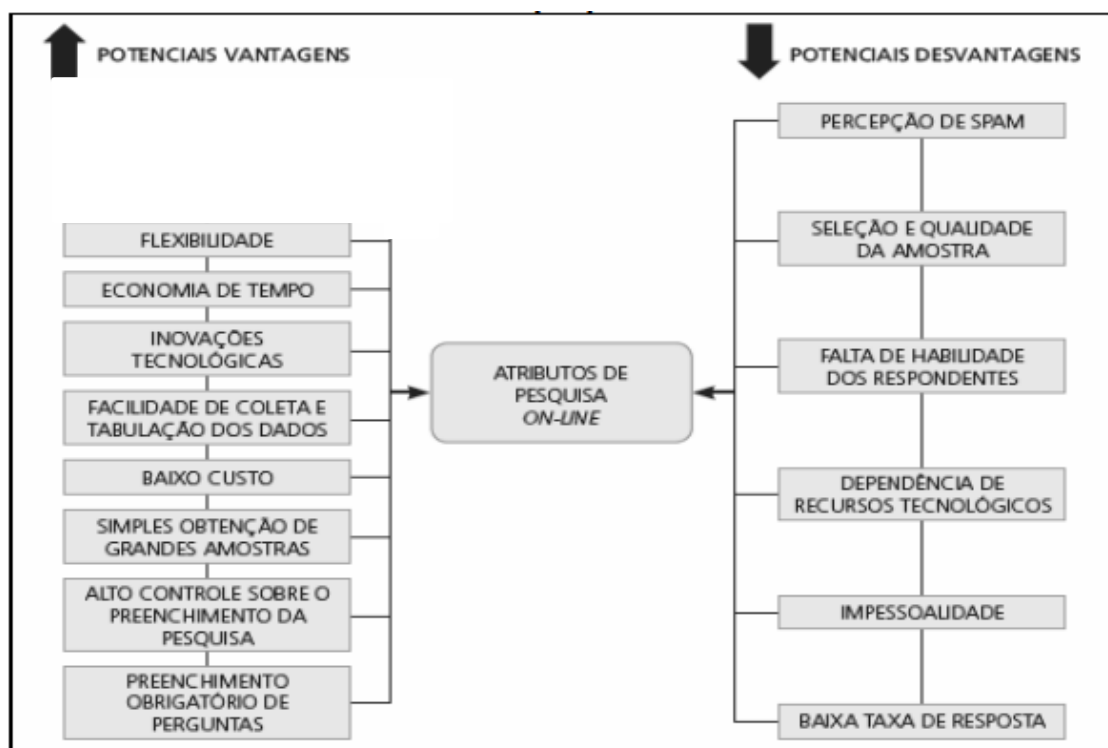 POTENCIAIS VANTAGENS
FLEXIBILIDADE
ECONOMIA DE TEMPO
INOVAÇÕES
TECNOLÓGICAS
FACILIDADE DE COLETA E
TABULAÇÃO DOS DADOS
BAIXO CUSTO
SIMPLES OBTENÇÃO DE
GRANDES AMOSTRAS
ALTO CONTROLE SOBRE O
PREENCHIMENTO DA
PESQUISA
PREENCHIMENTO
OBRIGATÓRIO DE
PERGUNTAS
ATRIBUTOS DE
PESQUISA
ON-LINE
POTENCIAIS DESVANTAGENS
PERCEPÇÃO DE SPAM
SELEÇÃO E QUALIDADE
DA AMOSTRA
FALTA DE HABILIDADE
DOS RESPONDENTES
DEPENDÊNCIA DE
RECURSOS TECNOLÓGICOS
IMPESSOALIDADE
BAIXA TAXA DE RESPOSTA